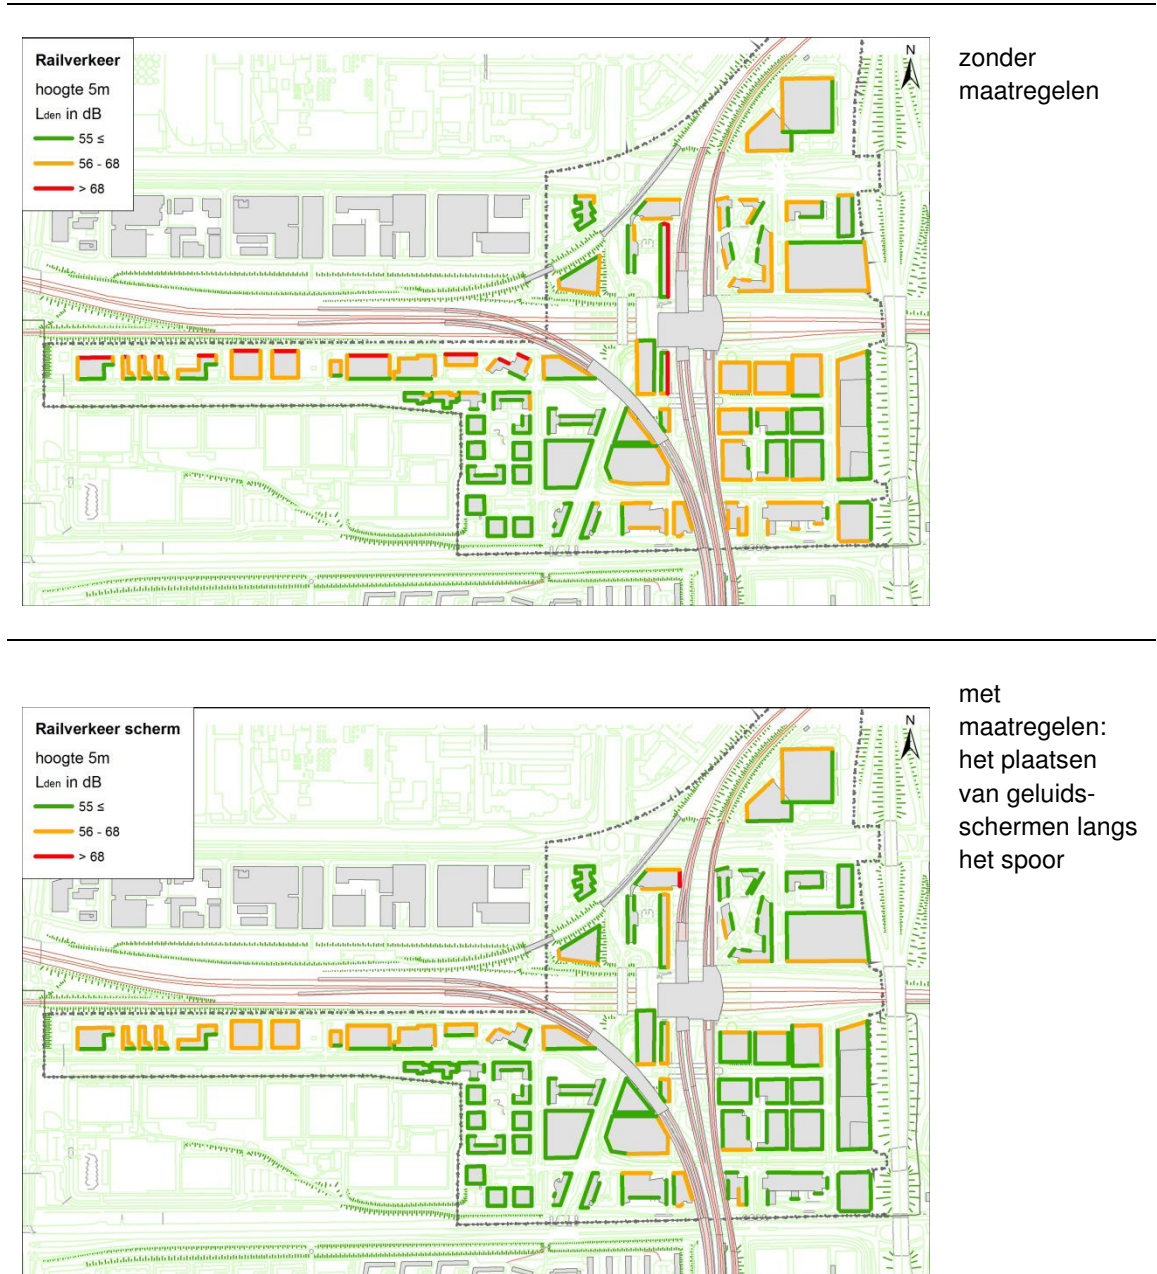 Railverkeer
hoogte 5m
Lden in dB
55 ≤
56 - 68
> 68
N
zonder
maatregelen
Railverkeer scherm
hoogte 5m
Lden in dB
55 ≤
56 - 68
> 68
N
met
maatregelen:
het plaatsen
van geluids-
schermen langs
het spoor